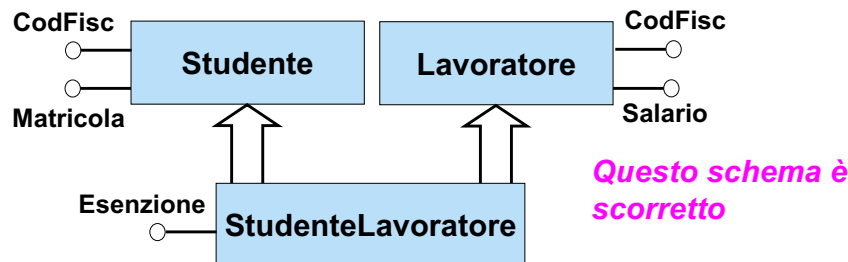 CodFisc
Studente
Matricola
Lavoratore
CodFisc
Salario
Esenzione
StudenteLavoratore
Questo schema è
scorretto